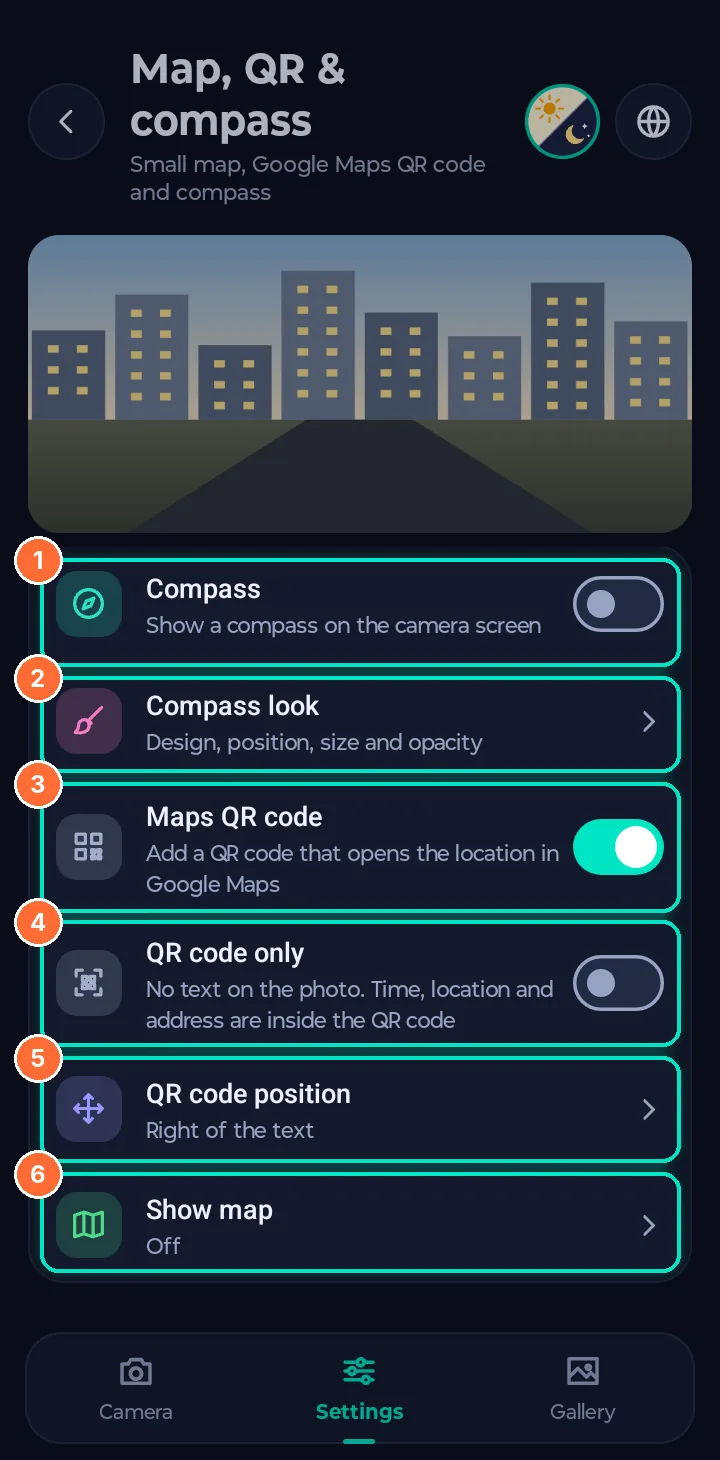 Map, QR &
compass
Small map, Google Maps QR code
and compass
1
Compass
Show a compass on the camera screen
2
Compass look
Design, position, size and opacity
3
Maps QR code
Add a QR code that opens the location in
Google Maps
4
QR code only
No text on the photo. Time, location and
address are inside the QR code
5
QR code position
Right of the text
6
Show map
Off
Camera
Settings
Gallery